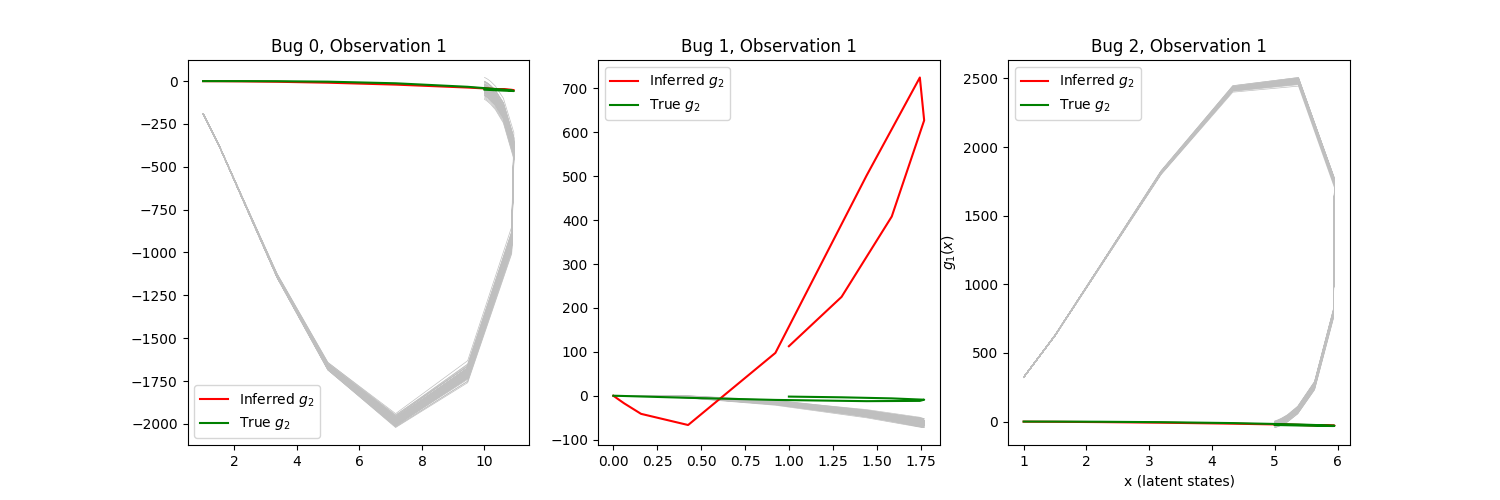 Bug 0, Observation 1
0
−250
−500
−750
−1000
−1250
−1500
−1750
−2000
2 4 6 8 10
Inferred g₂
True g₂
Bug 1, Observation 1
700
600
500
400
300
200
100
0
−100
0.00 0.25 0.50 0.75 1.00 1.25 1.50 1.75
Inferred g₂
True g₂
Bug 2, Observation 1
g₁(x)
2500
2000
1500
1000
500
0
1 2 3 4 5 6
x (latent states)
Inferred g₂
True g₂